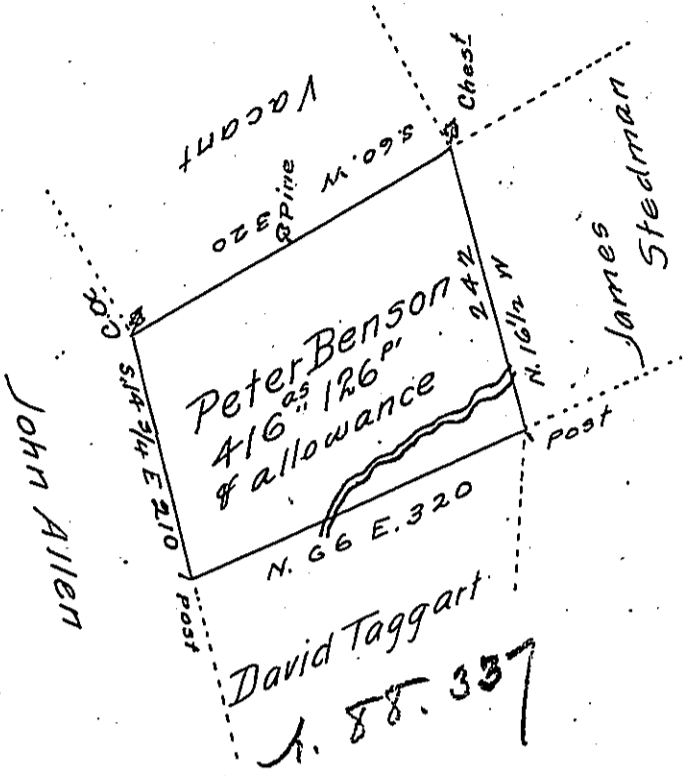 Vacant
Chest
S. 60. W
Pine
320
James
Stedman
C.O.
Peter Benson
416 as 126 p.
& allowance
242
N. 16 1/2 W
S. 14 3/4 E 210
John Allen
Post
N. 66 E. 320
Post
David Taggart
88. 337